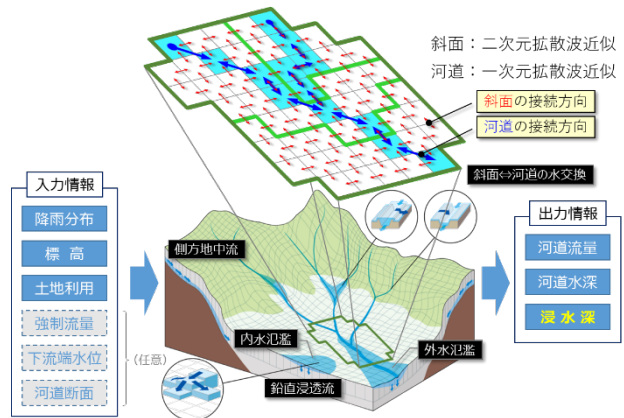 斜面：二次元拡散波近似
河道：一次元拡散波近似
斜面の接続方向
河道の接続方向
斜面⇔河道の水交換
入力情報
降雨分布
標高
土地利用
強制流量
下流端水位
河道断面
（任意）
側方地中流
内水氾濫
外水氾濫
鉛直浸透流
出力情報
河道流量
河道水深
浸水深